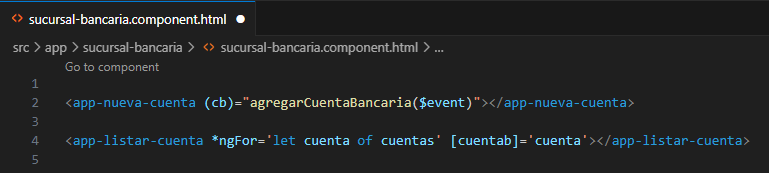 sucursal-bancaria.component.html
src > app > sucursal-bancaria > sucursal-bancaria.component.html > ...
Go to component
1
2 <app-nueva-cuenta (cb)="agregarCuentaBancaria($event)"></app-nueva-cuenta>
3
4 <app-listar-cuenta *ngFor='let cuenta of cuentas' [cuentab]='cuenta'></app-listar-cuenta>
5